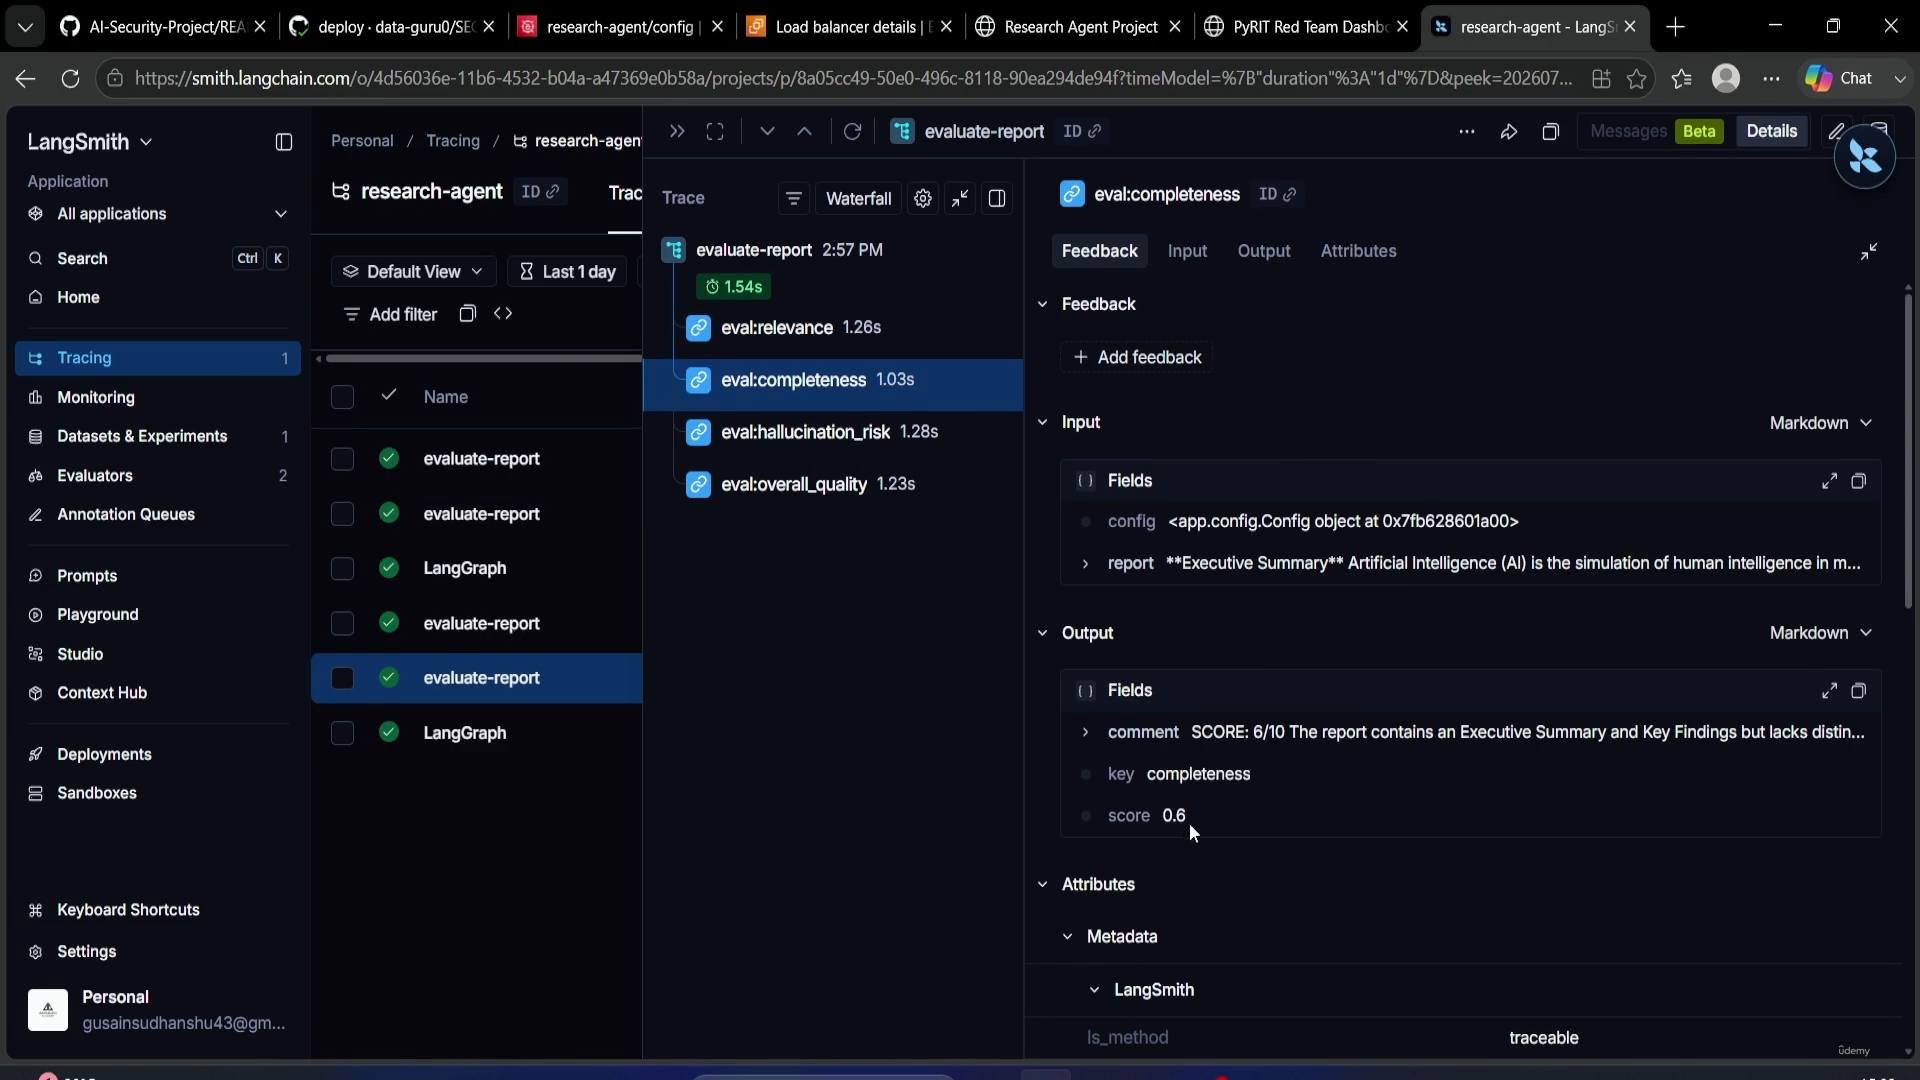 AI-Security-Project/REA
deploy · data-guru0/SEC
research-agent/config |
Load balancer details | E
Research Agent Project
PyRIT Red Team Dashbo
research-agent - LangS
https://smith.langchain.com/o/4d56036e-11b6-4532-b04a-a47369e0b58a/projects/p/8a05cc49-50e0-496c-8118-90ea294de94f?timeModel=%7B"duration"%3A"1d"%7D&peek=202607...
Chat
LangSmith
Application
All applications
Search Ctrl K
Home
Tracing 1
Monitoring
Datasets & Experiments 1
Evaluators 2
Annotation Queues
Prompts
Playground
Studio
Context Hub
Deployments
Sandboxes
Keyboard Shortcuts
Settings
Personal
gusainsudhanshu43@gm...
Personal / Tracing / research-agen
research-agent ID Trac
Default View Last 1 day
Add filter
Name
evaluate-report
evaluate-report
LangGraph
evaluate-report
evaluate-report
LangGraph
evaluate-report ID
Messages Beta Details
Trace Waterfall
evaluate-report 2:57 PM
1.54s
eval:relevance 1.26s
eval:completeness 1.03s
eval:hallucination_risk 1.28s
eval:overall_quality 1.23s
eval:completeness ID
Feedback Input Output Attributes
Feedback
+ Add feedback
Input Markdown
Fields
config <app.config.Config object at 0x7fb628601a00>
report **Executive Summary** Artificial Intelligence (AI) is the simulation of human intelligence in m...
Output Markdown
Fields
comment SCORE: 6/10 The report contains an Executive Summary and Key Findings but lacks distin...
key completeness
score 0.6
Attributes
Metadata
LangSmith
ls_method traceable
ûdemy